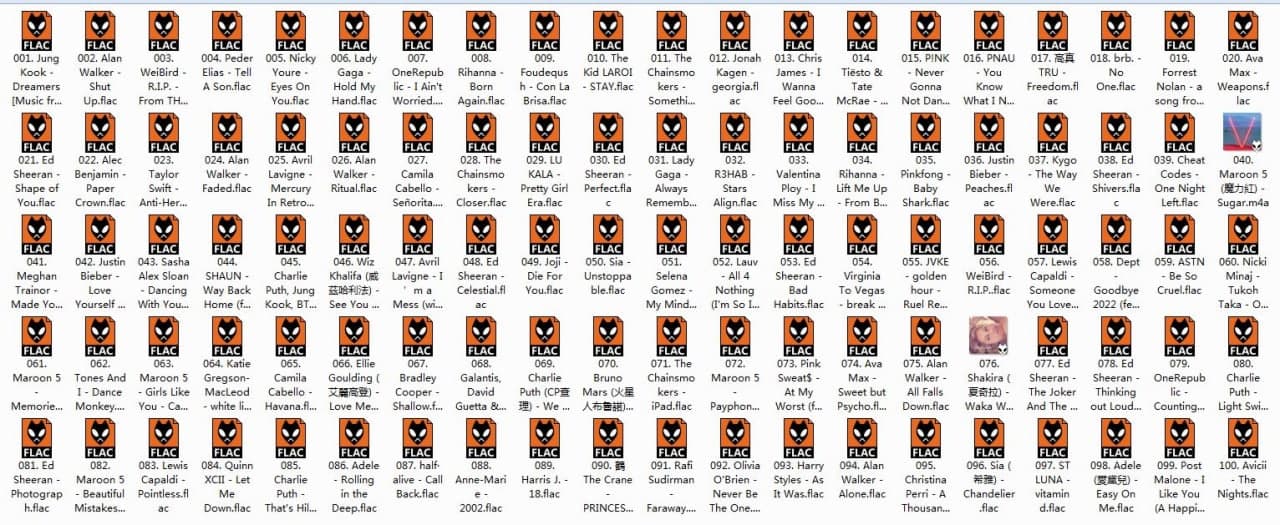 FLAC FLAC FLAC FLAC FLAC FLAC FLAC FLAC FLAC FLAC FLAC FLAC FLAC FLAC FLAC FLAC FLAC FLAC FLAC FLAC
001. Jung Kook - Dreamers [Music fr...
002. Alan Walker - Shut Up.flac
003. WeiBird - R.I.P. - From TH...
004. Peder Elias - Tell A Son.flac
005. Nicky Youre - Eyes On You.flac
006. Lady Gaga - Hold My Hand.flac
007. OneRepublic - I Ain't Worried....
008. Rihanna - Born Again.flac
009. Foudeqush - Con La Brisa.flac
010. The Kid LAROI - STAY.flac
011. The Chainsmokers - Somethi...
012. Jonah Kagen - georgia.flac
013. Chris James - I Wanna Feel Goo...
014. Tiësto & Tate McRae - ...
015. P!NK - Never Gonna Not Dan...
016. PNAU - You Know What I N...
017. 高真TRU - Freedom.flac
018. brb. - No One.flac
019. Forrest Nolan - a song fro...
020. Ava Max - Weapons.flac
FLAC FLAC FLAC FLAC FLAC FLAC FLAC FLAC FLAC FLAC FLAC FLAC FLAC FLAC FLAC FLAC FLAC FLAC FLAC
021. Ed Sheeran - Shape of You.flac
022. Alec Benjamin - Paper Crown.flac
023. Taylor Swift - Anti-Her...
024. Alan Walker - Faded.flac
025. Avril Lavigne - Mercury In Retro...
026. Alan Walker - Ritual.flac
027. Camila Cabello - Señorita....
028. The Chainsmokers - Closer.flac
029. LU KALA - Pretty Girl Era.flac
030. Ed Sheeran - Perfect.flac
031. Lady Gaga - Always Rememb...
032. R3HAB - Stars Align.flac
033. Valentina Ploy - I Miss My ...
034. Rihanna - Lift Me Up - From B...
035. Pinkfong - Baby Shark.flac
036. Justin Bieber - Peaches.flac
037. Kygo - The Way We Were.flac
038. Ed Sheeran - Shivers.flac
039. Cheat Codes - One Night Left.flac
040. Maroon 5 (魔力紅) - Sugar.m4a
FLAC FLAC FLAC FLAC FLAC FLAC FLAC FLAC FLAC FLAC FLAC FLAC FLAC FLAC FLAC FLAC FLAC FLAC FLAC FLAC
041. Meghan Trainor - Made You...
042. Justin Bieber - Love Yourself ...
043. Sasha Alex Sloan - Dancing With You...
044. SHAUN - Way Back Home (f...
045. Charlie Puth, Jung Kook, BT...
046. Wiz Khalifa (威茲哈利法) - See You ...
047. Avril Lavigne - I ' m a Mess (wi...
048. Ed Sheeran - Celestial.flac
049. Joji - Die For You.flac
050. Sia - Unstoppable.flac
051. Selena Gomez - My Mind...
052. Lauv - All 4 Nothing (I'm So I...
053. Ed Sheeran - Bad Habits.flac
054. Virginia To Vegas - break ...
055. JVKE - golden hour - Ruel Re...
056. WeiBird - R.I.P..flac
057. Lewis Capaldi - Someone You Love...
058. Dept - Goodbye 2022 (fe...
059. ASTN - Be So Cruel.flac
060. Nicki Minaj - Tukoh Taka - O...
FLAC FLAC FLAC FLAC FLAC FLAC FLAC FLAC FLAC FLAC FLAC FLAC FLAC FLAC FLAC FLAC FLAC FLAC FLAC
061. Maroon 5 - Memorie...
062. Tones And I - Dance Monkey....
063. Maroon 5 - Girls Like You - Ca...
064. Katie Gregson-MacLeod - white li...
065. Camila Cabello - Havana.fl...
066. Ellie Goulding (艾麗高登) - Love Me...
067. Bradley Cooper - Shallow.f...
068. Galantis, David Guetta &...
069. Charlie Puth (CP查理) - We ...
070. Bruno Mars (火星人布魯諾)...
071. The Chainsmokers - iPad.flac
072. Maroon 5 - Payphon...
073. Pink Sweat$ - At My Worst (f...
074. Ava Max - Sweet but Psycho.fl...
075. Alan Walker - All Falls Down.flac
076. Shakira (夏奇拉) - Waka W...
077. Ed Sheeran - The Joker And The ...
078. Ed Sheeran - Thinking out Loud...
079. OneRepublic - Counting...
080. Charlie Puth - Light Swi...
FLAC FLAC FLAC FLAC FLAC FLAC FLAC FLAC FLAC FLAC FLAC FLAC FLAC FLAC FLAC FLAC FLAC FLAC FLAC FLAC
081. Ed Sheeran - Photograph.flac
082. Maroon 5 - Beautiful Mistakes...
083. Lewis Capaldi - Pointless.flac
084. Quinn XCII - Let Me Down.flac
085. Charlie Puth - That's Hil...
086. Adele - Rolling in the Deep.flac
087. half-alive - Call Back.flac
088. Anne-Marie - 2002.flac
089. Harris J. - 18.flac
090. 鶴 The Crane - PRINCES...
091. Rafi Sudirman - Faraway....
092. Olivia O'Brien - Never Be The One....
093. Harry Styles - As It Was.flac
094. Alan Walker - Alone.flac
095. Christina Perri - A Thousan...
096. Sia (希雅) - Chandelier.flac
097. ST LUNA - vitamin d.flac
098. Adele (愛黛兒) - Easy On Me.flac
099. Post Malone - I Like You (A Happi...
100. Avicii - The Nights.flac